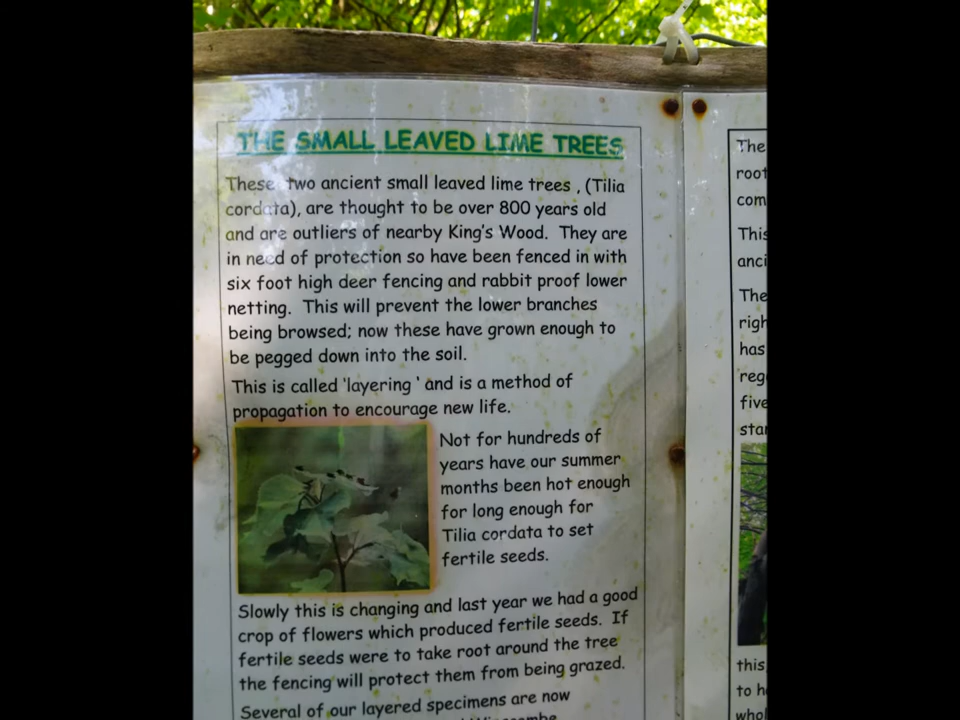 THE SMALL LEAVED LIME TREES
These two ancient small leaved lime trees , (Tilia
cordata), are thought to be over 800 years old
and are outliers of nearby King's Wood. They are
in need of protection so have been fenced in with
six foot high deer fencing and rabbit proof lower
netting. This will prevent the lower branches
being browsed; now these have grown enough to
be pegged down into the soil.
This is called 'layering ' and is a method of
propagation to encourage new life.
Not for hundreds of
years have our summer
months been hot enough
for long enough for
Tilia cordata to set
fertile seeds.
Slowly this is changing and last year we had a good
crop of flowers which produced fertile seeds. If
fertile seeds were to take root around the tree
the fencing will protect them from being grazed.
Several of our layered specimens are now
The
root
com
This
anci
The
righ
has
rege
five
star
this
to h
whol